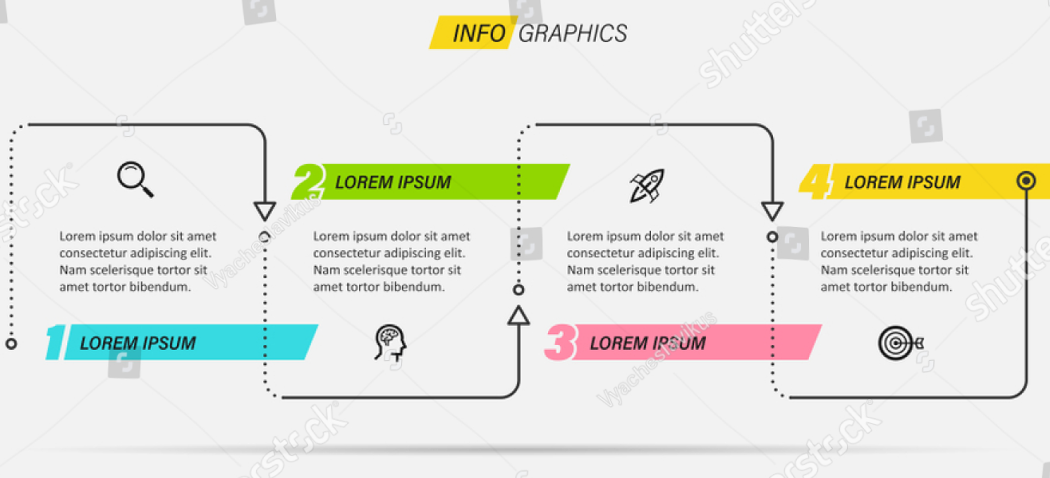 INFO GRAPHICS
Lorem ipsum dolor sit amet
consectetur adipiscing elit.
Nam scelerisque tortor sit
amet tortor bibendum.
1 LOREM IPSUM
2 LOREM IPSUM
Lorem ipsum dolor sit amet
consectetur adipiscing elit.
Nam scelerisque tortor sit
amet tortor bibendum.
Lorem ipsum dolor sit amet
consectetur adipiscing elit.
Nam scelerisque tortor sit
amet tortor bibendum.
3 LOREM IPSUM
4 LOREM IPSUM
Lorem ipsum dolor sit amet
consectetur adipiscing elit.
Nam scelerisque tortor sit
amet tortor bibendum.
Vyachaslavikus
Vyachaslavikus